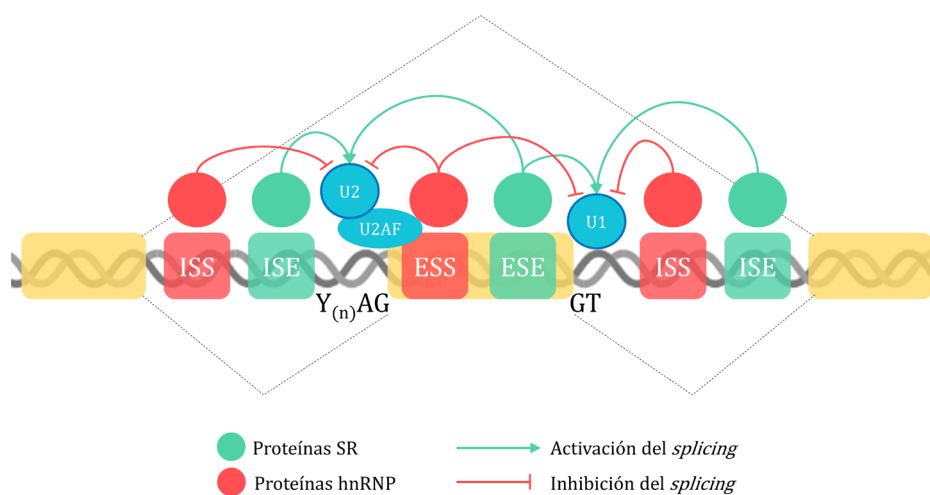 U2
U1
U2AF
ISS ISE ESS ESE ISS ISE
Y(n)AG GT
Proteínas SR Activación del splicing
Proteínas hnRNP Inhibición del splicing